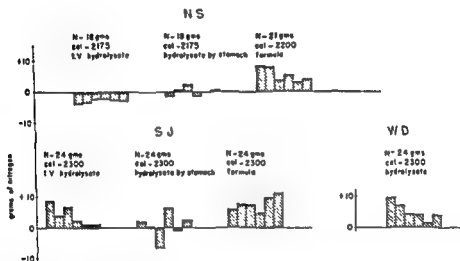 NS
N=18 gms
cal =2175
I.V hydrolysate
N=18 gms
cal =2175
hydrolysate by stomach
N=21 gms
cal =2200
formula
+10
0
-10
SJ
N=24 gms
cal =2300
I.V hydrolysate
N=24 gms
cal =2300
hydrolysate by stomach
N=24 gms
cal =2300
formula
WD
N=24 gms
cal =2300
hydrolysate
grams of nitrogen
+10
0
-10
+10
0